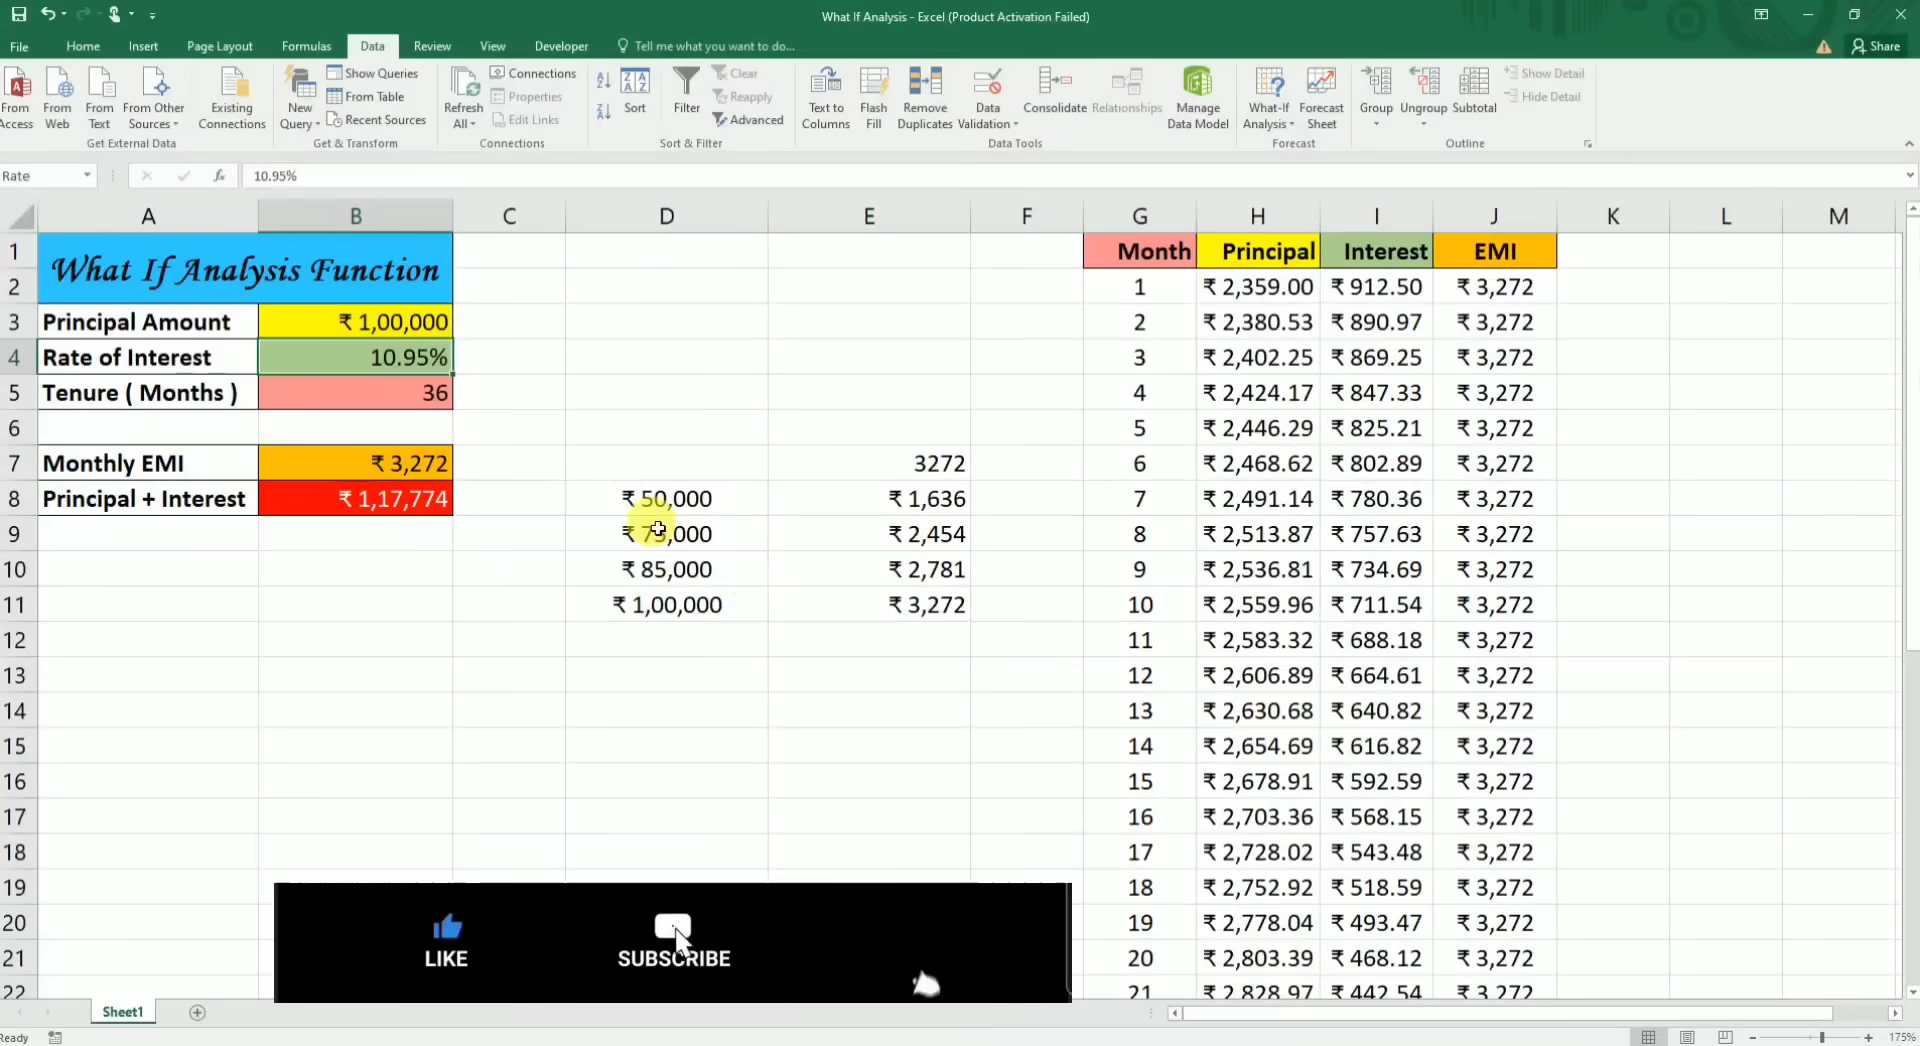 What If Analysis - Excel (Product Activation Failed)
File Home Insert Page Layout Formulas Data Review View Developer Tell me what you want to do... Share
From Access
From Web
From Text
From Other Sources
Get External Data
Existing Connections
New Query
Show Queries
From Table
Recent Sources
Get & Transform
Refresh All
Connections
Properties
Edit Links
Connections
Sort
Filter
Clear
Reapply
Advanced
Sort & Filter
Text to Columns
Flash Fill
Remove Duplicates
Data Validation
Consolidate
Relationships
Manage Data Model
Data Tools
What-If Analysis
Forecast Sheet
Forecast
Group
Ungroup
Subtotal
Show Detail
Hide Detail
Outline
Rate fx 10.95%
A B C D E F G H I J K L M
1 What If Analysis Function Month Principal Interest EMI
2 1 ₹ 2,359.00 ₹ 912.50 ₹ 3,272
3 Principal Amount ₹ 1,00,000 2 ₹ 2,380.53 ₹ 890.97 ₹ 3,272
4 Rate of Interest 10.95% 3 ₹ 2,402.25 ₹ 869.25 ₹ 3,272
5 Tenure ( Months ) 36 4 ₹ 2,424.17 ₹ 847.33 ₹ 3,272
6 5 ₹ 2,446.29 ₹ 825.21 ₹ 3,272
7 Monthly EMI ₹ 3,272 3272 6 ₹ 2,468.62 ₹ 802.89 ₹ 3,272
8 Principal + Interest ₹ 1,17,774 ₹ 50,000 ₹ 1,636 7 ₹ 2,491.14 ₹ 780.36 ₹ 3,272
9 ₹ 75,000 ₹ 2,454 8 ₹ 2,513.87 ₹ 757.63 ₹ 3,272
10 ₹ 85,000 ₹ 2,781 9 ₹ 2,536.81 ₹ 734.69 ₹ 3,272
11 ₹ 1,00,000 ₹ 3,272 10 ₹ 2,559.96 ₹ 711.54 ₹ 3,272
12 11 ₹ 2,583.32 ₹ 688.18 ₹ 3,272
13 12 ₹ 2,606.89 ₹ 664.61 ₹ 3,272
14 13 ₹ 2,630.68 ₹ 640.82 ₹ 3,272
15 14 ₹ 2,654.69 ₹ 616.82 ₹ 3,272
16 15 ₹ 2,678.91 ₹ 592.59 ₹ 3,272
17 16 ₹ 2,703.36 ₹ 568.15 ₹ 3,272
18 17 ₹ 2,728.02 ₹ 543.48 ₹ 3,272
19 18 ₹ 2,752.92 ₹ 518.59 ₹ 3,272
20 19 ₹ 2,778.04 ₹ 493.47 ₹ 3,272
21 20 ₹ 2,803.39 ₹ 468.12 ₹ 3,272
22 21 ₹ 2,828.97 ₹ 442.54 ₹ 3,272
LIKE SUBSCRIBE
Sheet1
Ready 175%